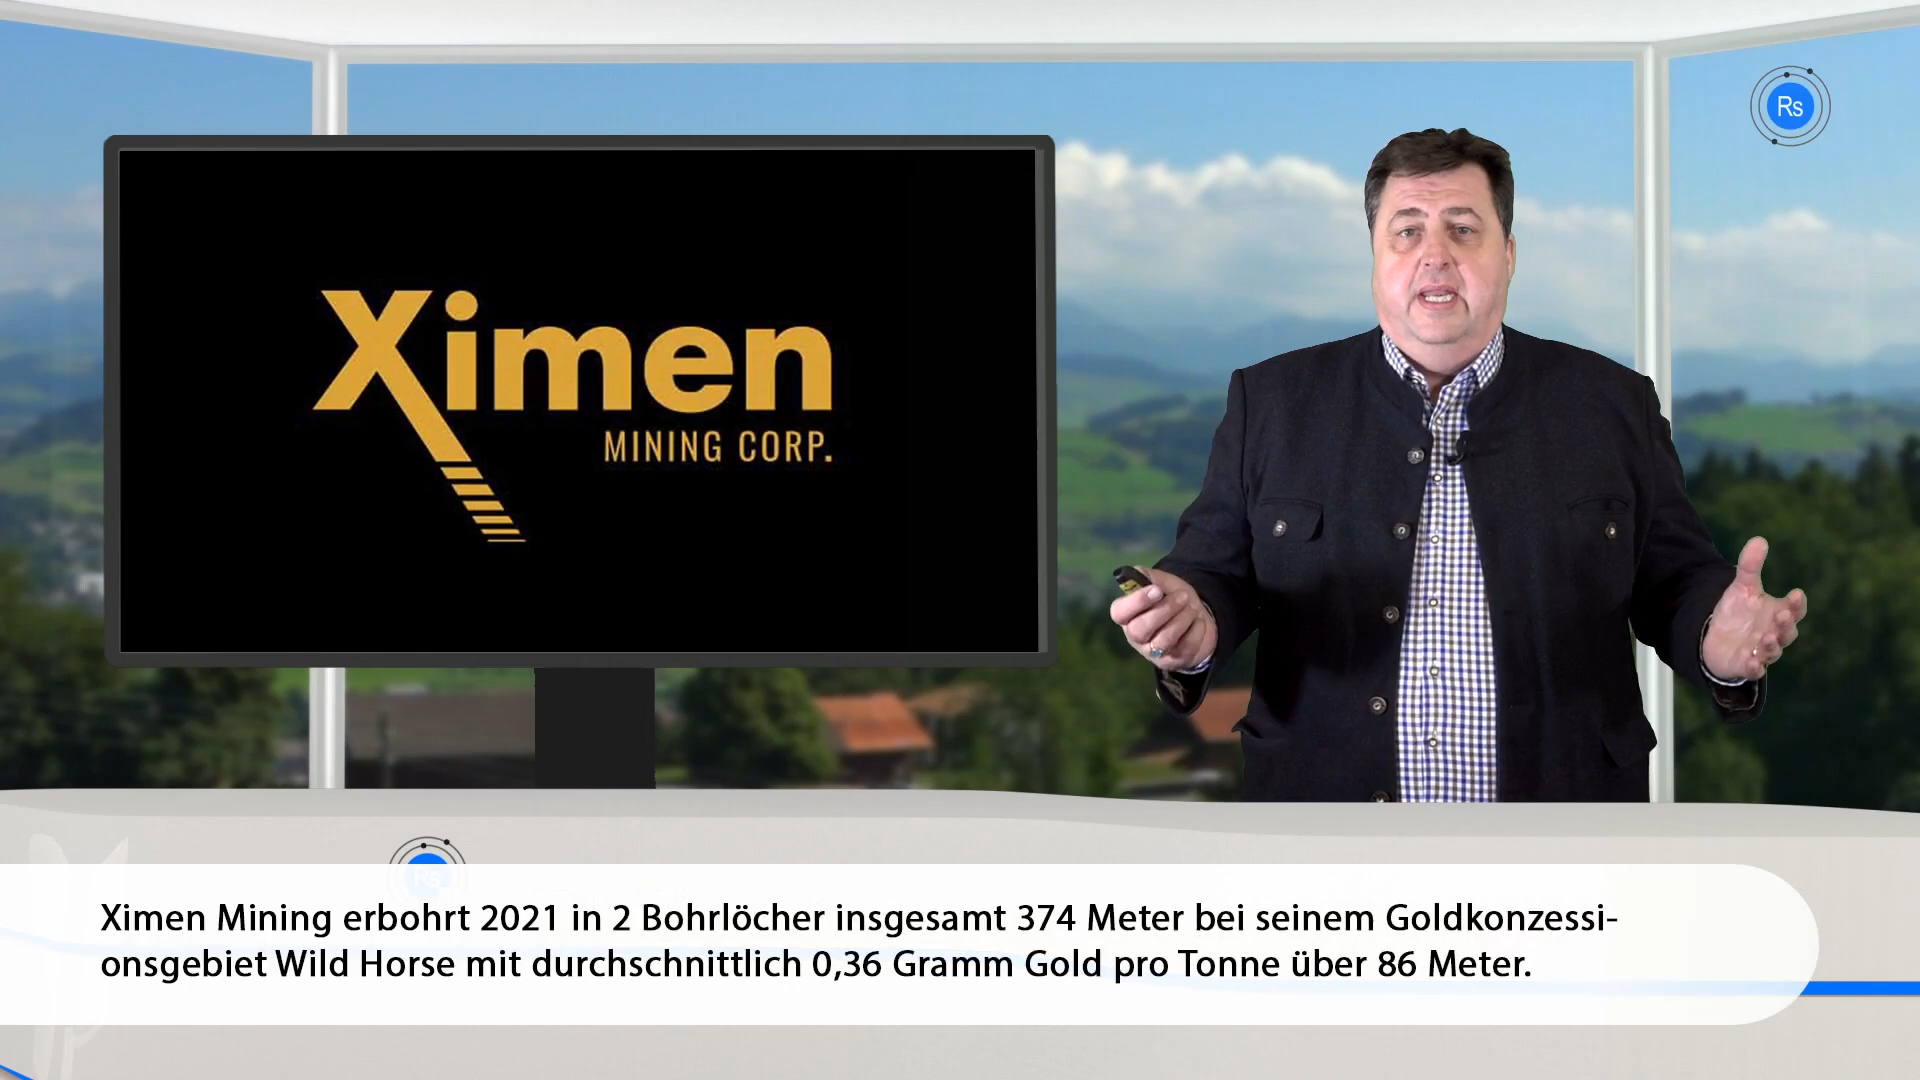 Rs
Ximen
MINING CORP.
Rs
Ximen Mining erbohrt 2021 in 2 Bohrlöcher insgesamt 374 Meter bei seinem Goldkonzessi-
onsgebiet Wild Horse mit durchschnittlich 0,36 Gramm Gold pro Tonne über 86 Meter.